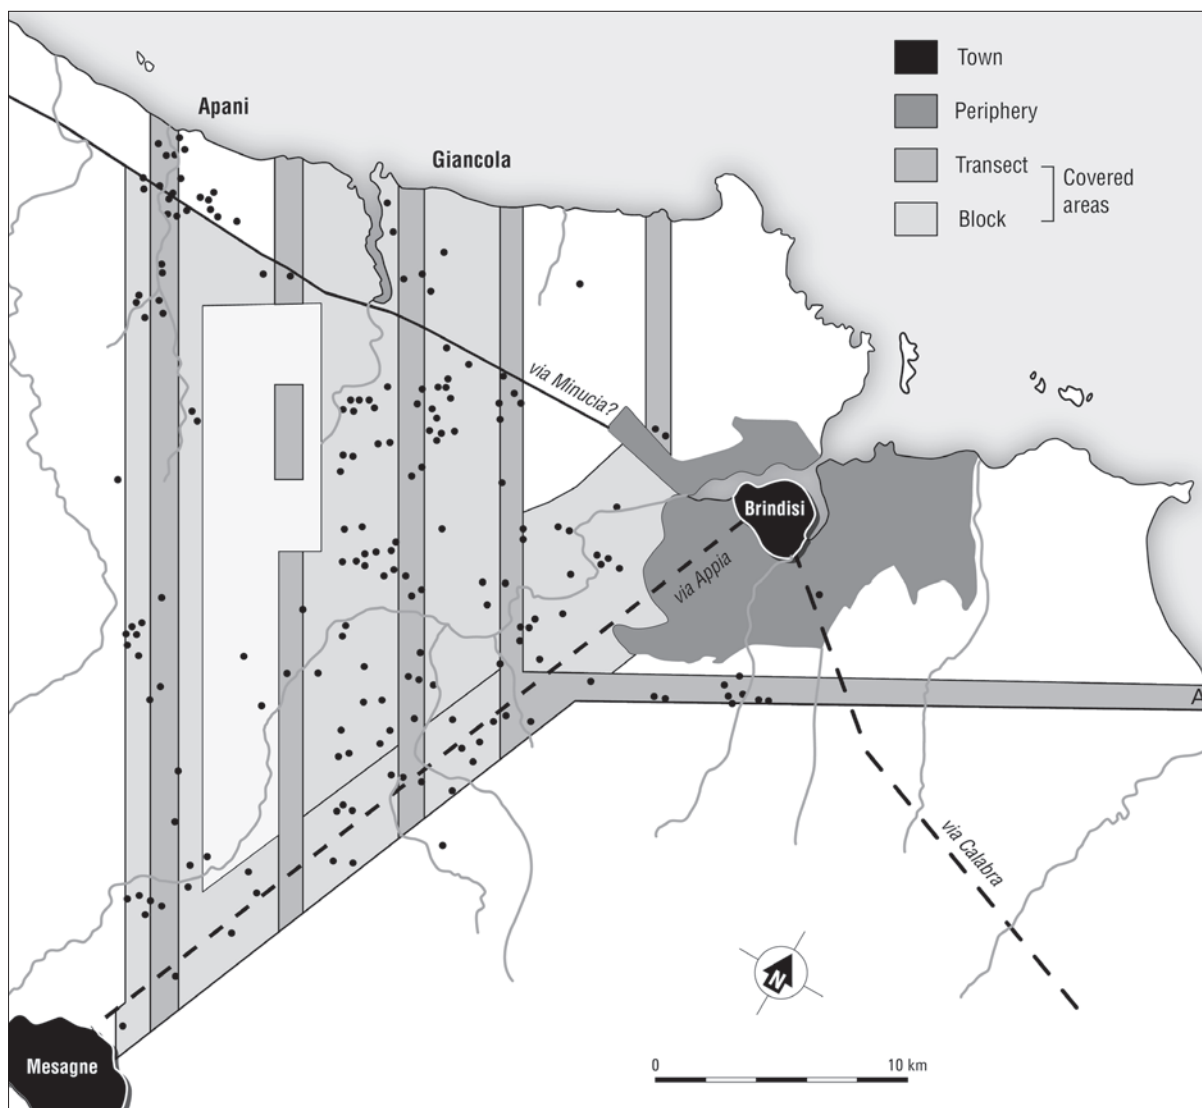 Town
Periphery
Transect
Block
Covered
areas
Apani
Giancola
via Minucia?
Brindisi
via Appia
A
via Calabra
N
Mesagne
0
10 km